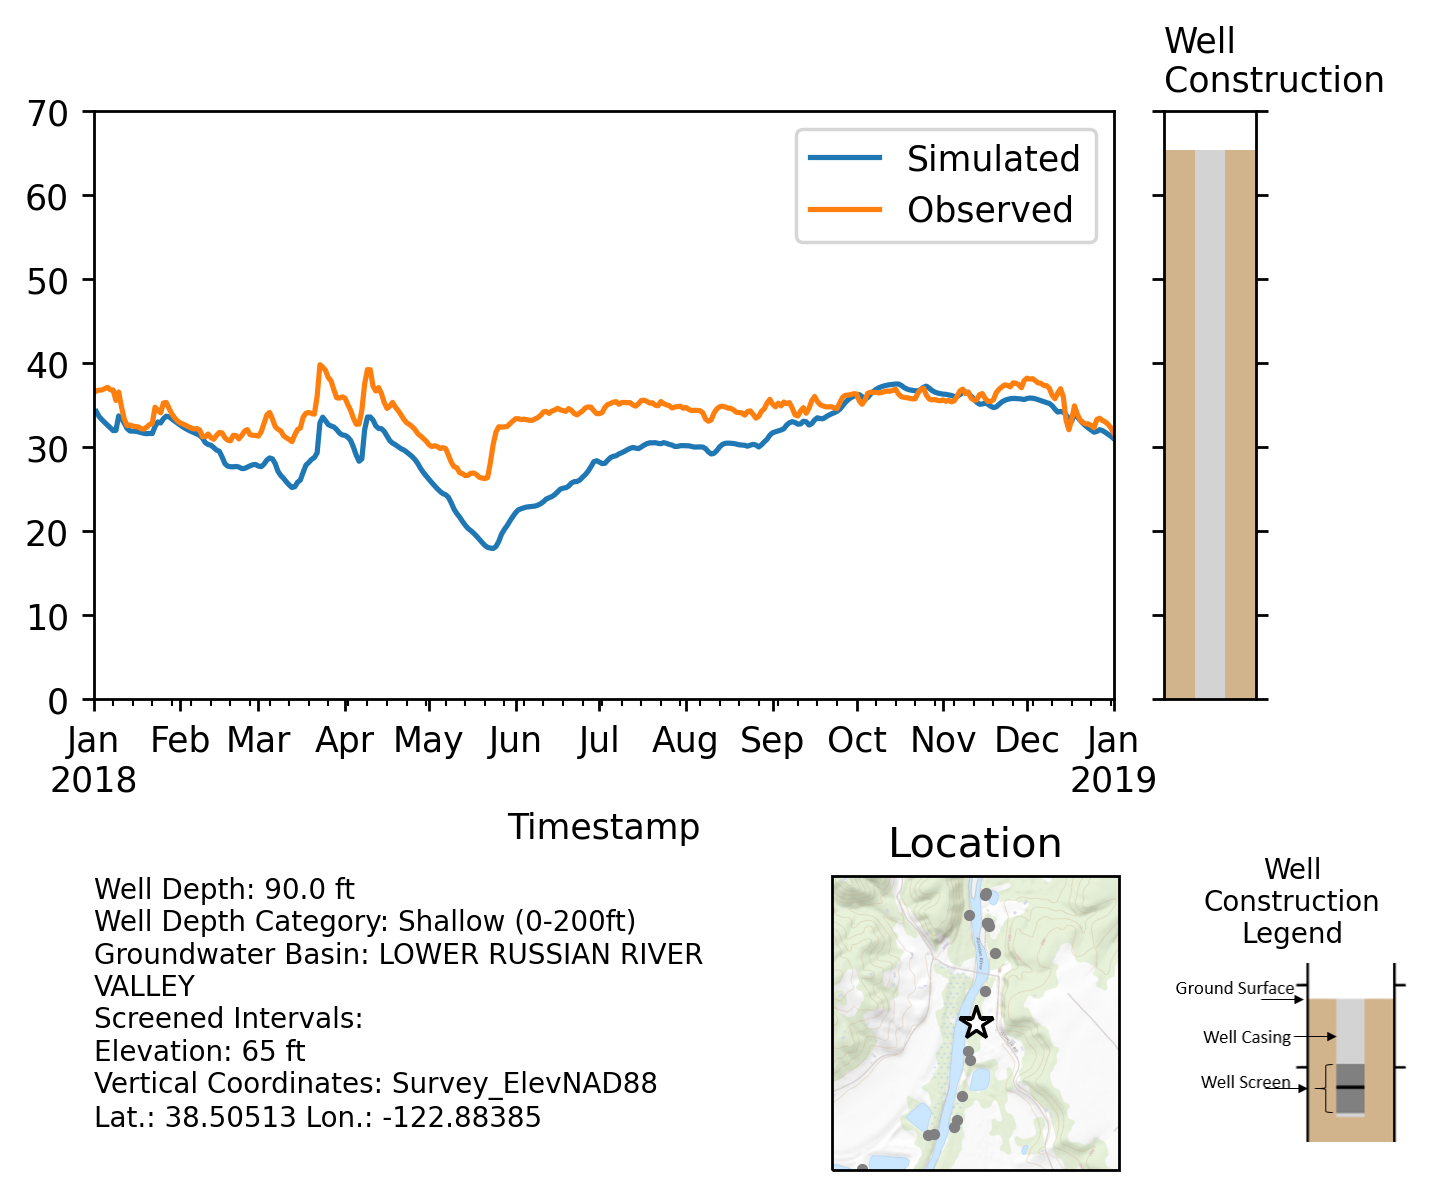 Well
Construction
70
60
50
40
30
20
10
0
Simulated
Observed
Jan Feb Mar Apr May Jun Jul Aug Sep Oct Nov Dec Jan
2018 2019
Timestamp
Well Depth: 90.0 ft
Well Depth Category: Shallow (0-200ft)
Groundwater Basin: LOWER RUSSIAN RIVER
VALLEY
Screened Intervals:
Elevation: 65 ft
Vertical Coordinates: Survey_ElevNAD88
Lat.: 38.50513 Lon.: -122.88385
Location
Well
Construction
Legend
Ground Surface
Well Casing
Well Screen